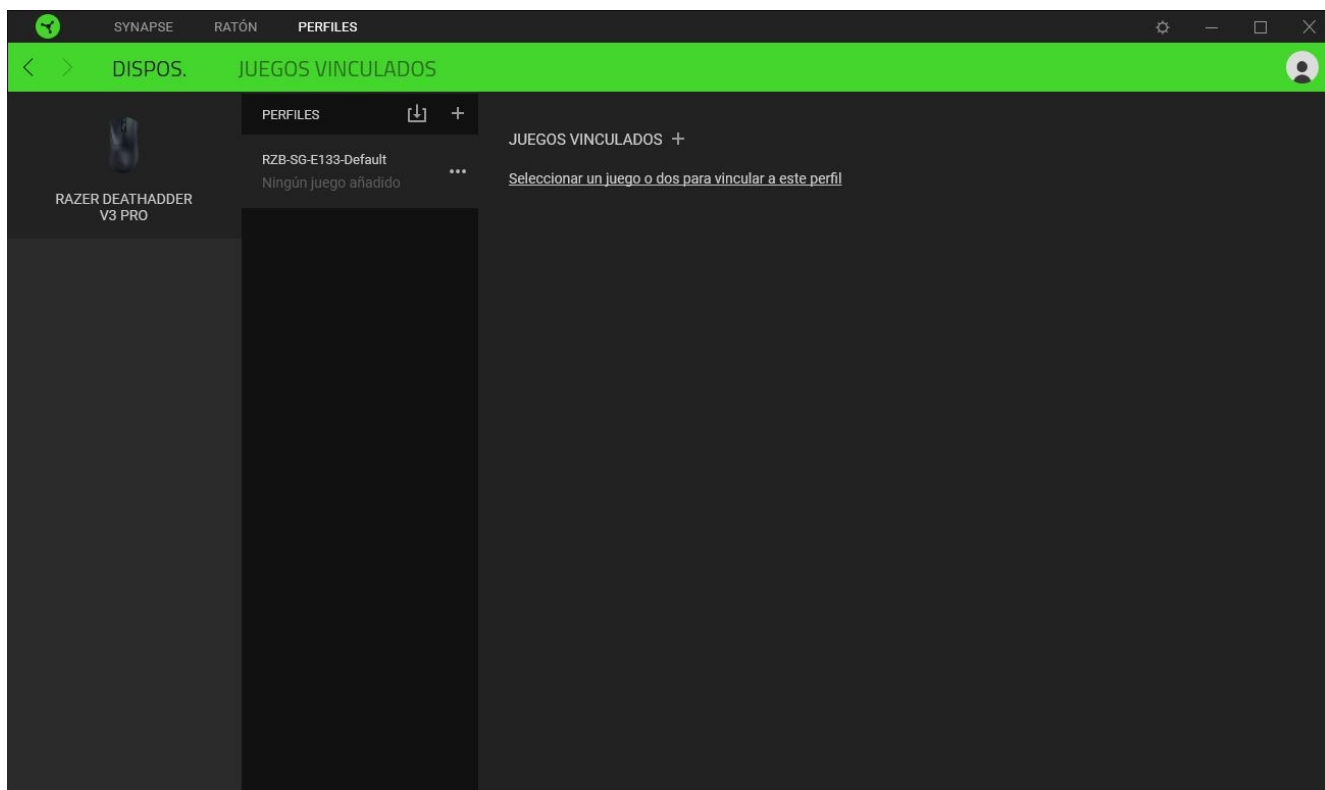 SYNAPSE RATÓN PERFILES
DISPOS. JUEGOS VINCULADOS
RAZER DEATHADDER
V3 PRO
PERFILES
RZB-SG-E133-Default
Ningún juego añadido
JUEGOS VINCULADOS
Seleccionar un juego o dos para vincular a este perfil